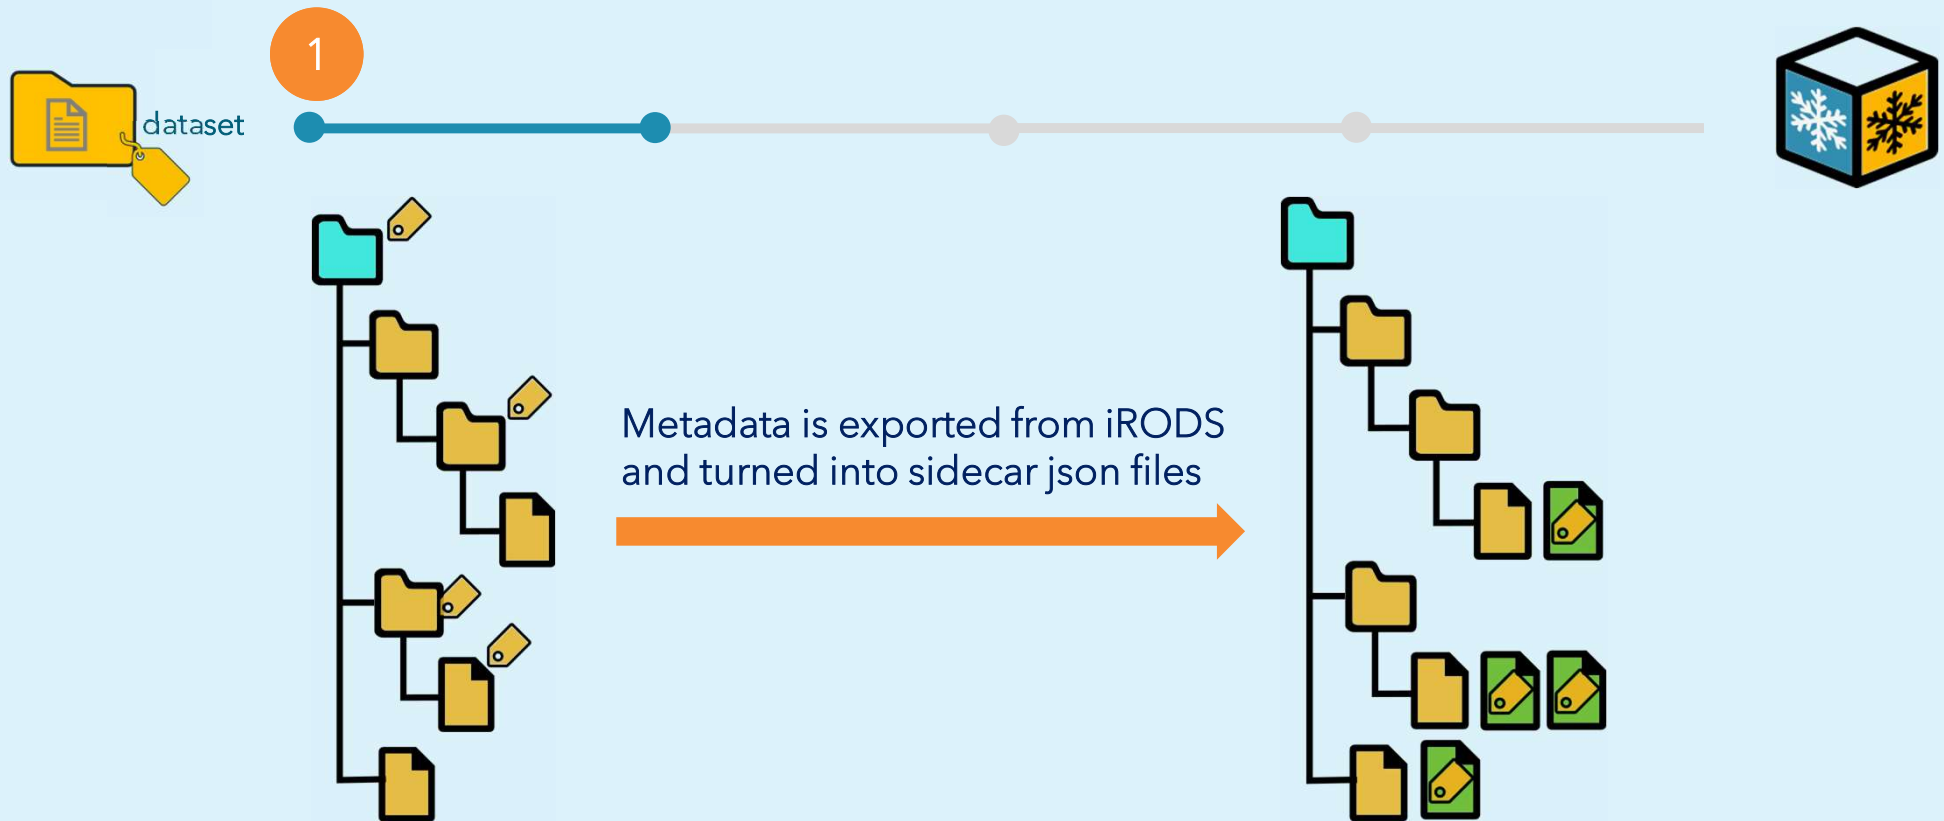 1
dataset
Metadata is exported from iRODS
and turned into sidecar json files